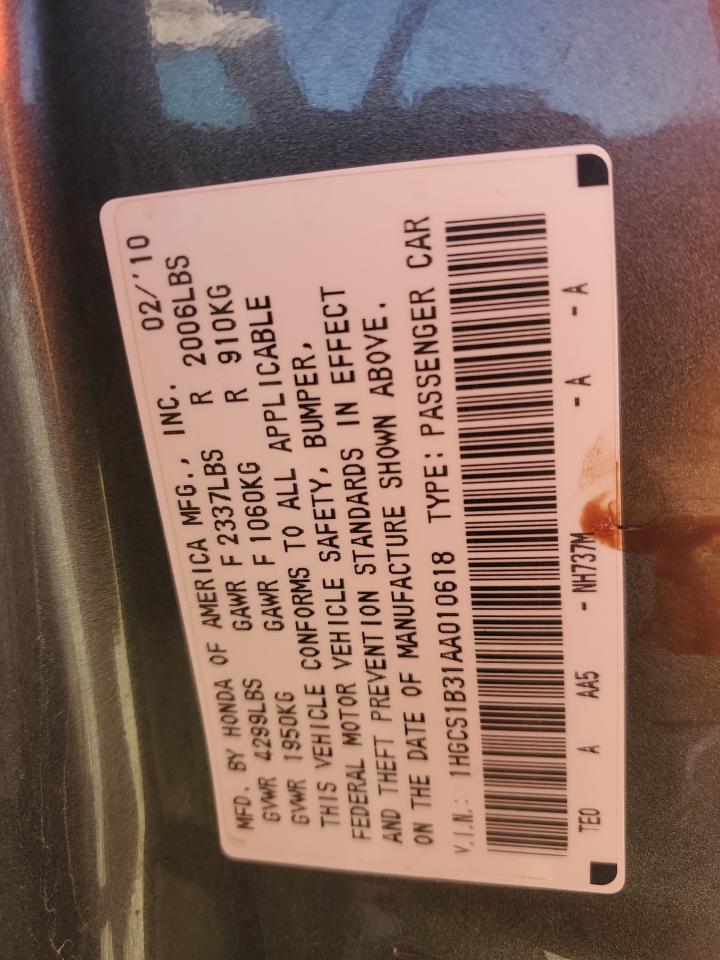 MFD. BY HONDA OF AMERICA MFG., INC. 02/'10
GVWR 4299LBS GAWR F 2337LBS R 2006LBS
GVWR 1950KG GAWR F 1060KG R 910KG
THIS VEHICLE CONFORMS TO ALL APPLICABLE
FEDERAL MOTOR VEHICLE SAFETY, BUMPER,
AND THEFT PREVENTION STANDARDS IN EFFECT
ON THE DATE OF MANUFACTURE SHOWN ABOVE.
V.I.N.: 1HGCS1B31AA010618 TYPE: PASSENGER CAR
TE0 A AA5 - NH737M - A - A